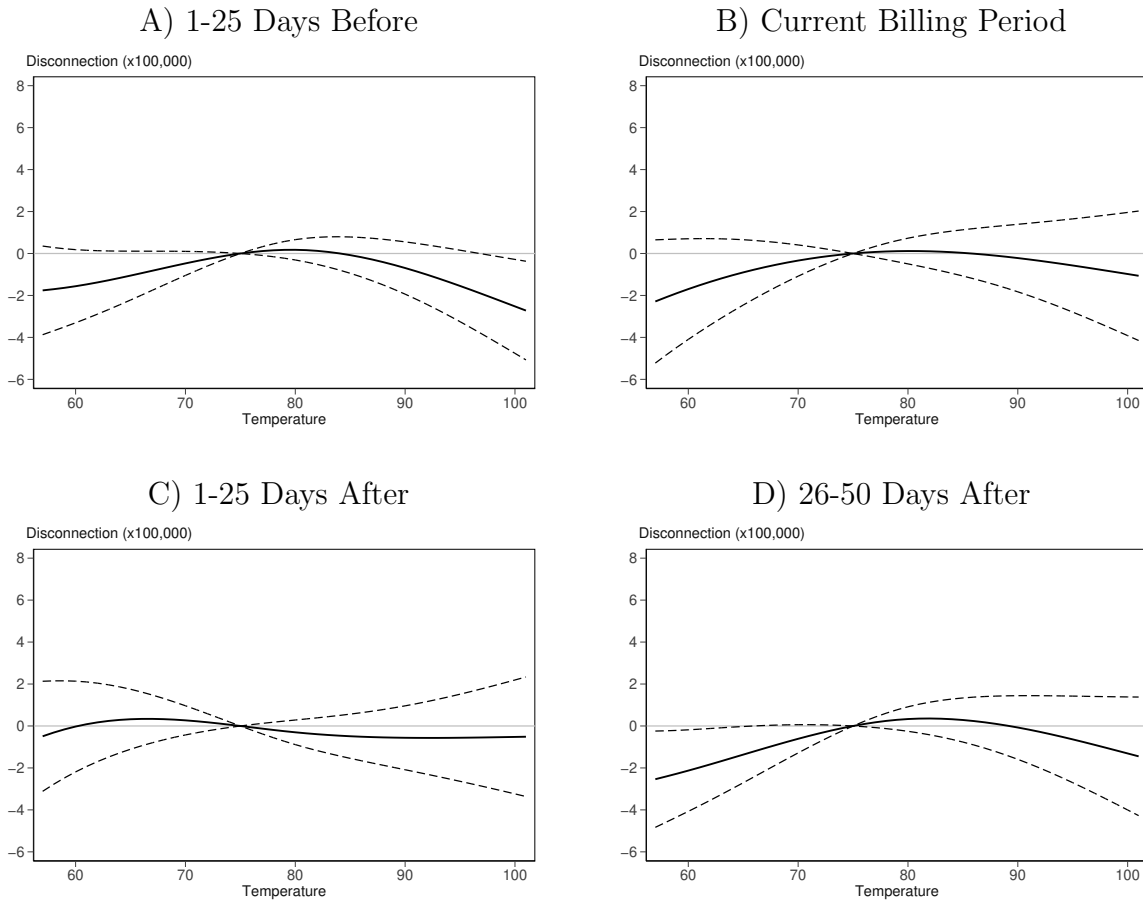 A) 1-25 Days Before
Disconnection (x100,000)
8
6
4
2
0
−2
−4
−6
60 70 80 90 100
Temperature
B) Current Billing Period
Disconnection (x100,000)
8
6
4
2
0
−2
−4
−6
60 70 80 90 100
Temperature
C) 1-25 Days After
Disconnection (x100,000)
8
6
4
2
0
−2
−4
−6
60 70 80 90 100
Temperature
D) 26-50 Days After
Disconnection (x100,000)
8
6
4
2
0
−2
−4
−6
60 70 80 90 100
Temperature